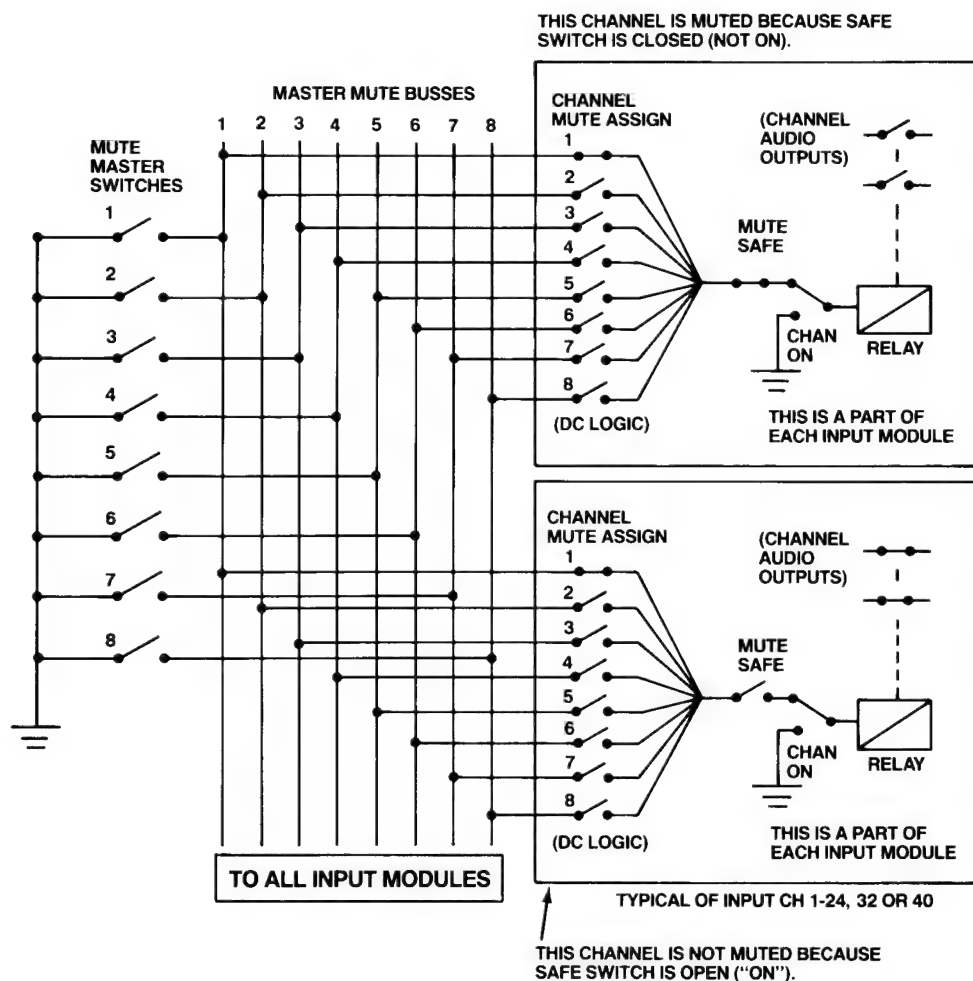 THIS CHANNEL IS MUTED BECAUSE SAFE
SWITCH IS CLOSED (NOT ON).
MASTER MUTE BUSSES
1 2 3 4 5 6 7 8
MUTE
MASTER
SWITCHES
1
2
3
4
5
6
7
8
CHANNEL
MUTE ASSIGN
1
2
3
4
5
6
7
8
(DC LOGIC)
(CHANNEL
AUDIO
OUTPUTS)
MUTE
SAFE
CHAN
ON
RELAY
THIS IS A PART OF
EACH INPUT MODULE
CHANNEL
MUTE ASSIGN
1
2
3
4
5
6
7
8
(DC LOGIC)
(CHANNEL
AUDIO
OUTPUTS)
MUTE
SAFE
CHAN
ON
RELAY
THIS IS A PART OF
EACH INPUT MODULE
TO ALL INPUT MODULES
TYPICAL OF INPUT CH 1-24, 32 OR 40
THIS CHANNEL IS NOT MUTED BECAUSE
SAFE SWITCH IS OPEN (“ON”).